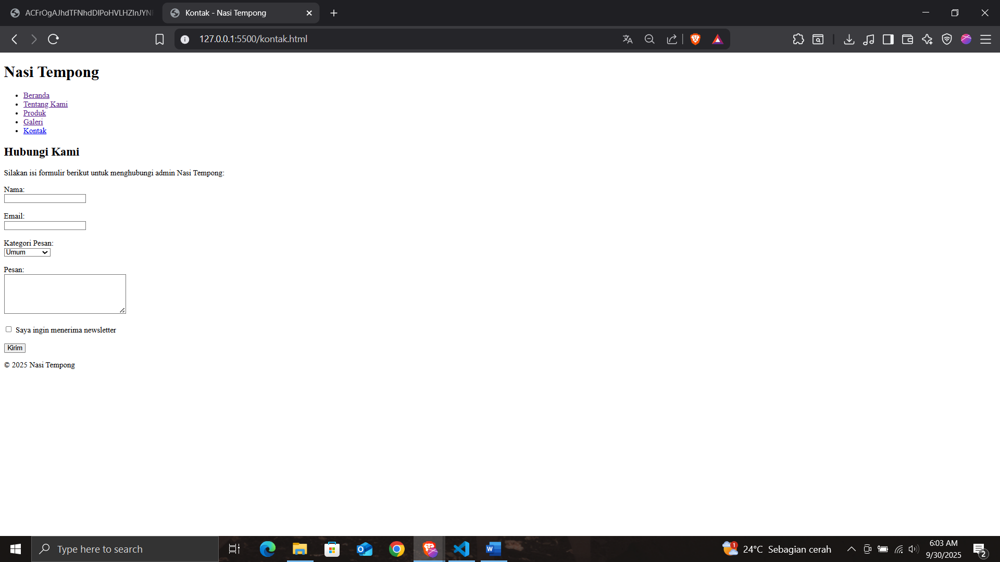 ACFrOgAJhdTFNhdDIPoHVLHZInJYN
Kontak - Nasi Tempong
127.0.0.1:5500/kontak.html
Nasi Tempong
Beranda
Tentang Kami
Produk
Galeri
Kontak
Hubungi Kami
Silakan isi formulir berikut untuk menghubungi admin Nasi Tempong:
Nama:
Email:
Kategori Pesan:
Umum
Pesan:
Saya ingin menerima newsletter
Kirim
© 2025 Nasi Tempong
Type here to search
1
24°C Sebagian cerah
6:03 AM
9/30/2025
2